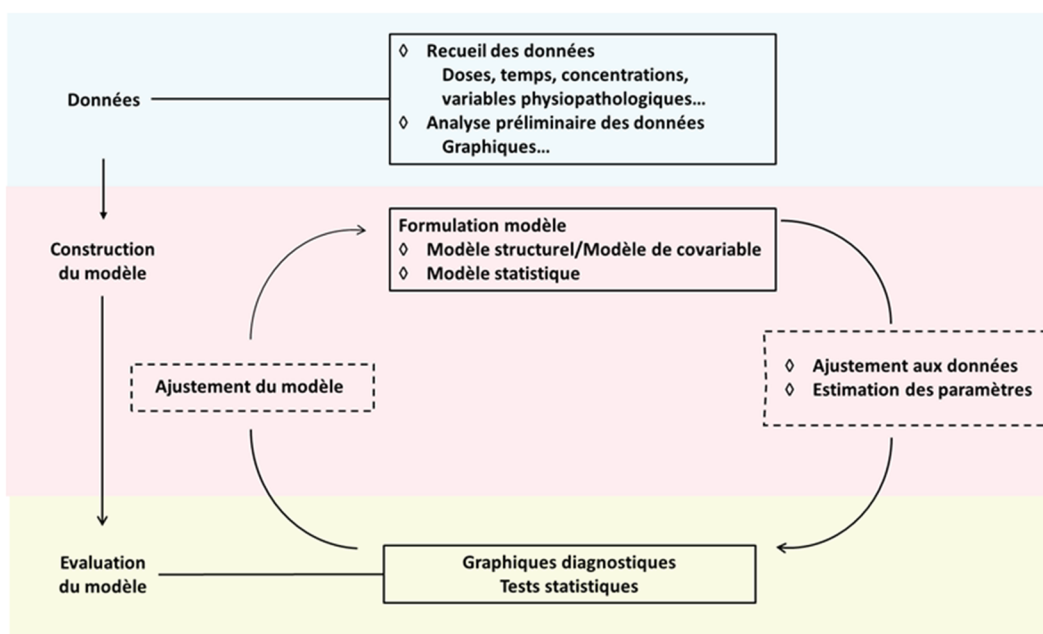 Données
◊ Recueil des données
Doses, temps, concentrations,
variables physiopathologiques...
◊ Analyse préliminaire des données
Graphiques...
Construction
du modèle
Formulation modèle
◊ Modèle structurel/Modèle de covariable
◊ Modèle statistique
Ajustement du modèle
◊ Ajustement aux données
◊ Estimation des paramètres
Evaluation
du modèle
Graphiques diagnostiques
Tests statistiques